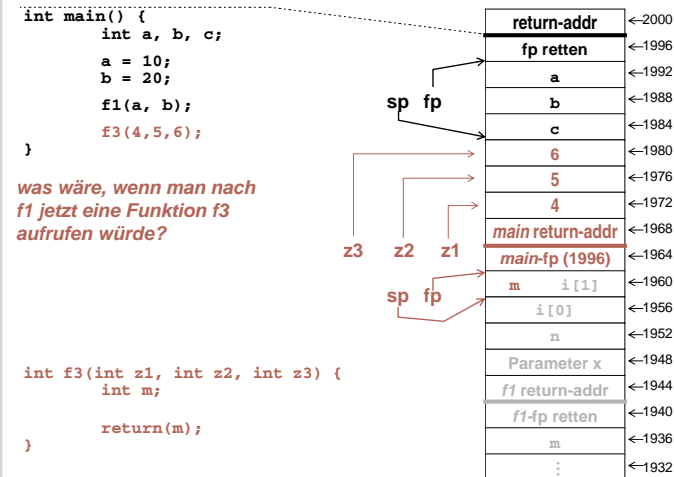 int main() {
int a, b, c;
a = 10;
b = 20;
f1(a, b);
f3(4,5,6);
}
was wäre, wenn man nach
f1 jetzt eine Funktion f3
aufrufen würde?
int f3(int z1, int z2, int z3) {
int m;
return(m);
}
sp fp
z3 z2 z1
sp fp
return-addr 2000
fp retten 1996
a 1992
b 1988
c 1984
6 1980
5 1976
4 1972
main return-addr 1968
main-fp (1996) 1964
m i[1] 1960
i[0] 1956
n 1952
Parameter x 1948
f1 return-addr 1944
f1-fp retten 1940
m 1936
⋮ 1932